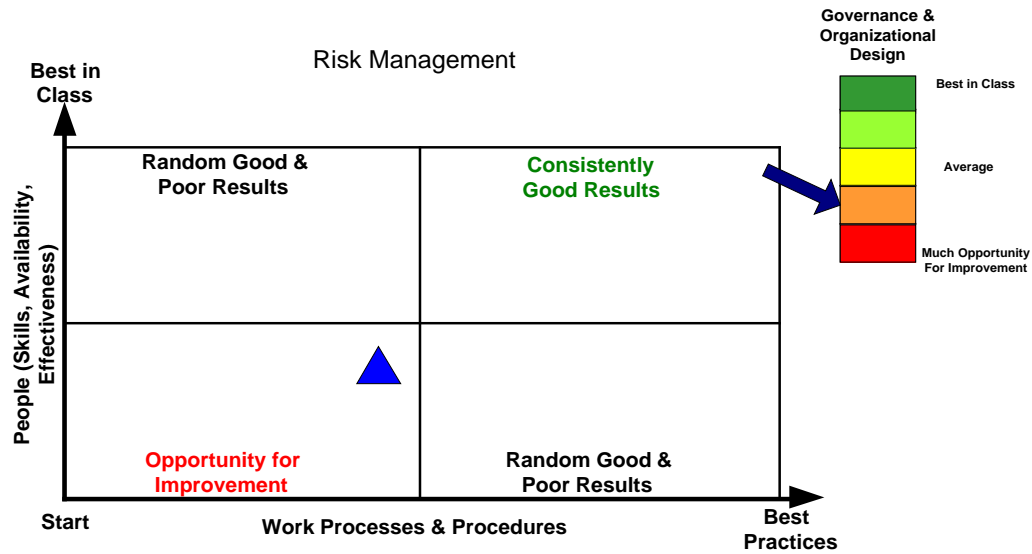 Governance &
Organizational
Design
Risk Management
Best in
Class
Best in Class
Average
Much Opportunity
For Improvement
Random Good &
Poor Results
Consistently
Good Results
People (Skills, Availability,
Effectiveness)
Opportunity for
Improvement
Random Good &
Poor Results
Start
Work Processes & Procedures
Best
Practices